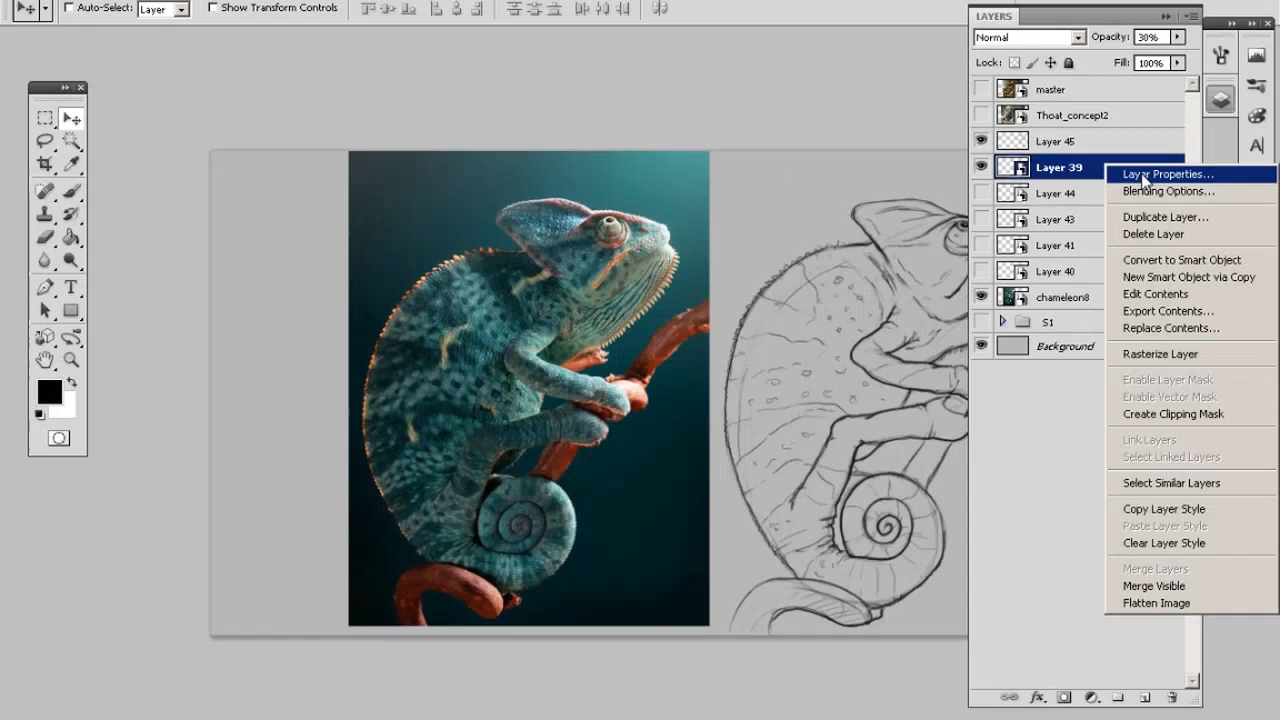 Auto-Select: Layer Show Transform Controls
LAYERS
Normal Opacity: 30%
Lock: Fill: 100%
master
Thoat_concept2
Layer 45
Layer 39
Layer 44
Layer 43
Layer 41
Layer 40
chameleon8
S1
Background
Layer Properties...
Blending Options...
Duplicate Layer...
Delete Layer
Convert to Smart Object
New Smart Object via Copy
Edit Contents
Export Contents...
Replace Contents...
Rasterize Layer
Enable Layer Mask
Enable Vector Mask
Create Clipping Mask
Link Layers
Select Linked Layers
Select Similar Layers
Copy Layer Style
Paste Layer Style
Clear Layer Style
Merge Layers
Merge Visible
Flatten Image